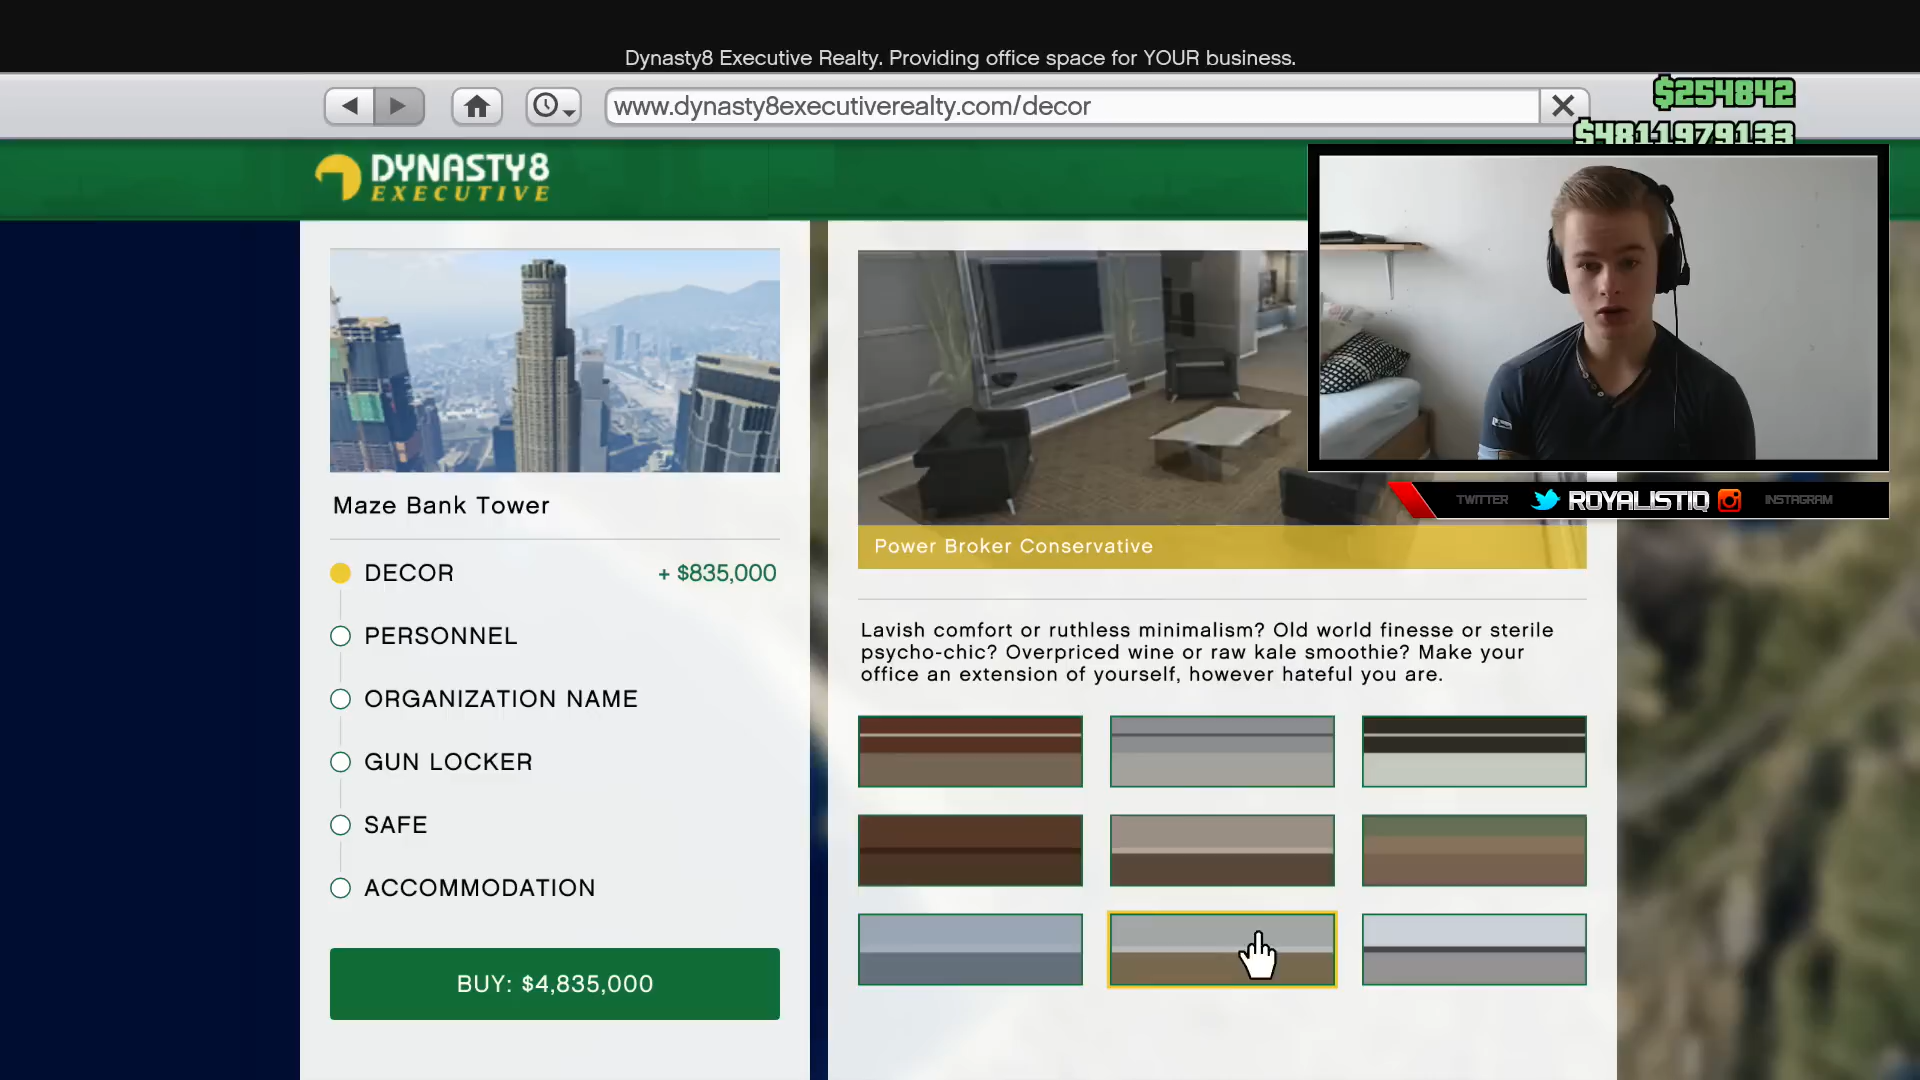 Dynasty8 Executive Realty. Providing office space for YOUR business.
www.dynasty8executiverealty.com/decor
$254842
$4811979133
DYNASTY8
EXECUTIVE
Maze Bank Tower
DECOR + $835,000
PERSONNEL
ORGANIZATION NAME
GUN LOCKER
SAFE
ACCOMMODATION
BUY: $4,835,000
TWITTER ROYALISTIQ INSTAGRAM
Power Broker Conservative
Lavish comfort or ruthless minimalism? Old world finesse or sterile
psycho-chic? Overpriced wine or raw kale smoothie? Make your
office an extension of yourself, however hateful you are.